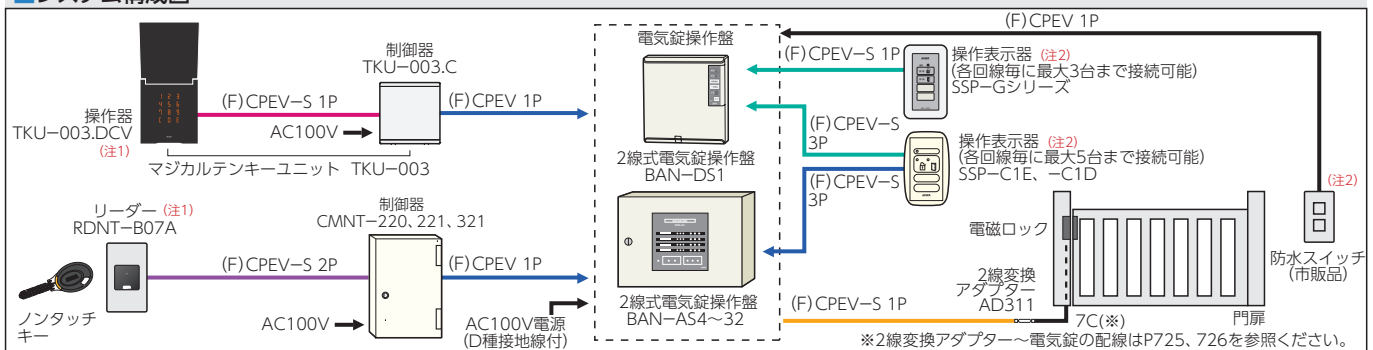 システム構成図
操作器
TKU−003.DCV
(注1)
(F)CPEV−S 1P
AC100V
制御器
TKU−003.C
(F)CPEV 1P
マジカルテンキーユニット TKU−003
リーダー (注1)
RDNT−B07A
ノンタッチ
キー
(F)CPEV−S 2P
AC100V
制御器
CMNT−220、221、321
(F)CPEV 1P
AC100V電源
(D種接地線付)
電気錠操作盤
2線式電気錠操作盤
BAN−DS1
2線式電気錠操作盤
BAN−AS4〜32
(F)CPEV 1P
(F)CPEV−S 1P
操作表示器 (注2)
(各回線毎に最大3台まで接続可能)
SSP−Gシリーズ
(F)CPEV−S
3P
操作表示器 (注2)
(各回線毎に最大5台まで接続可能)
SSP−C1E、−C1D
(F)CPEV−S
3P
(F)CPEV−S 1P
電磁ロック
2線変換
アダプター
AD311
7C(※)
門扉
(注2)
防水スイッチ
(市販品)
※2線変換アダプター〜電気錠の配線はP725、726を参照ください。